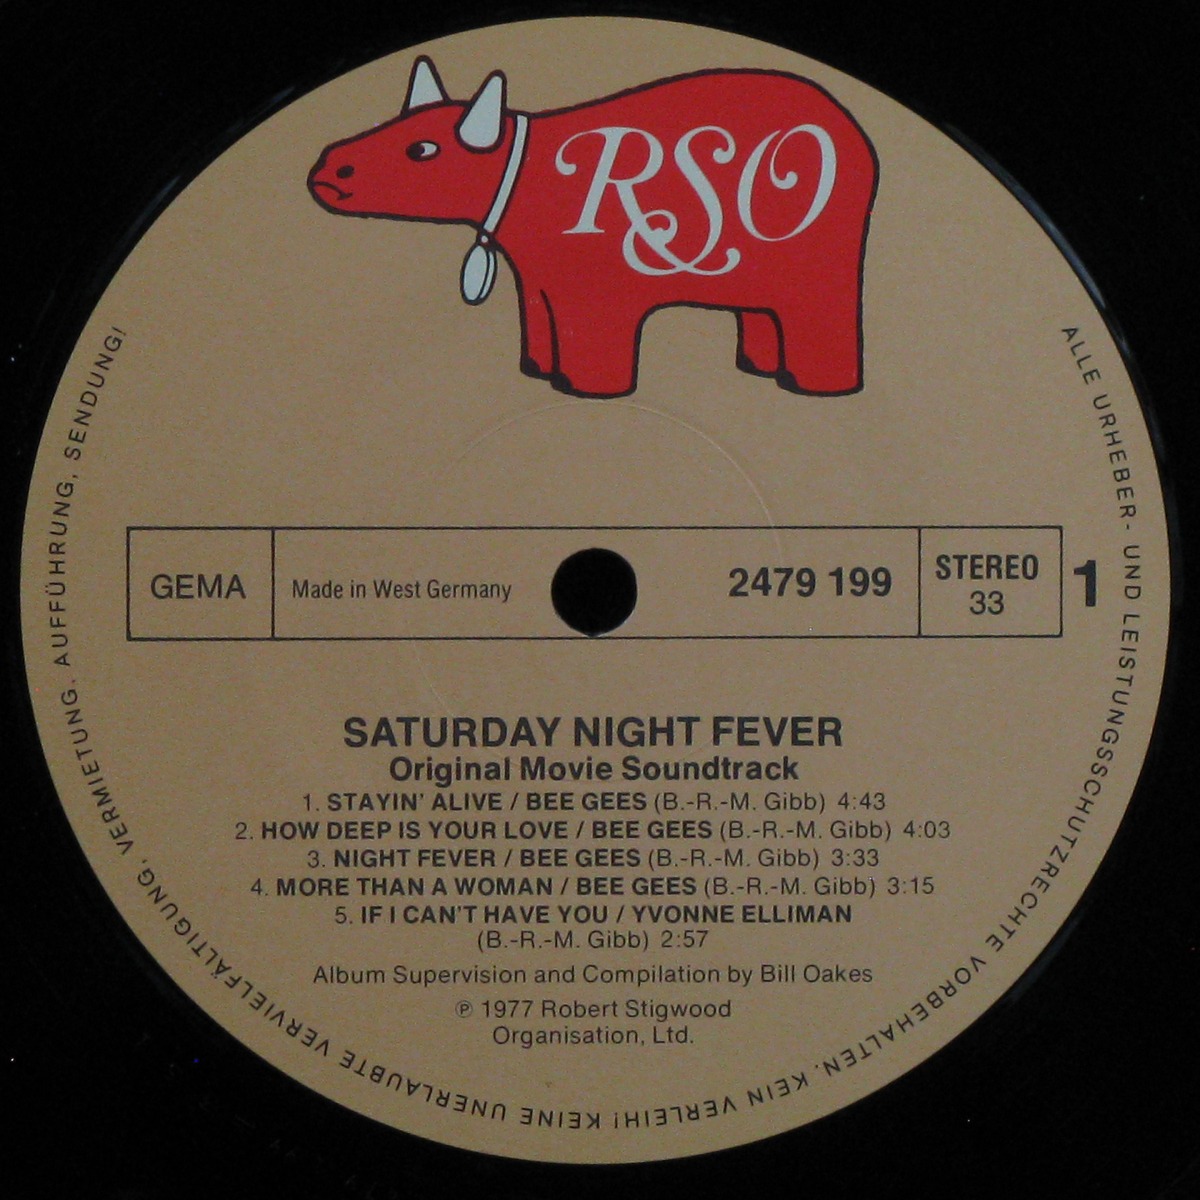 RSO
GEMA
Made in West Germany
2479 199
STEREO
33
1
SATURDAY NIGHT FEVER
Original Movie Soundtrack
1. STAYIN' ALIVE / BEE GEES (B.-R.-M. Gibb) 4:43
2. HOW DEEP IS YOUR LOVE / BEE GEES (B.-R.-M. Gibb) 4:03
3. NIGHT FEVER / BEE GEES (B.-R.-M. Gibb) 3:33
4. MORE THAN A WOMAN / BEE GEES (B.-R.-M. Gibb) 3:15
5. IF I CAN'T HAVE YOU / YVONNE ELLIMAN
(B.-R.-M. Gibb) 2:57
Album Supervision and Compilation by Bill Oakes
℗ 1977 Robert Stigwood
Organisation, Ltd.
ALLE URHEBER- UND LEISTUNGSSCHUTZRECHTE VORBEHALTEN. KEIN VERLEIH! KEINE UNERLAUBTE VERVIELFÄLTIGUNG, VERMIETUNG, AUFFÜHRUNG, SENDUNG!